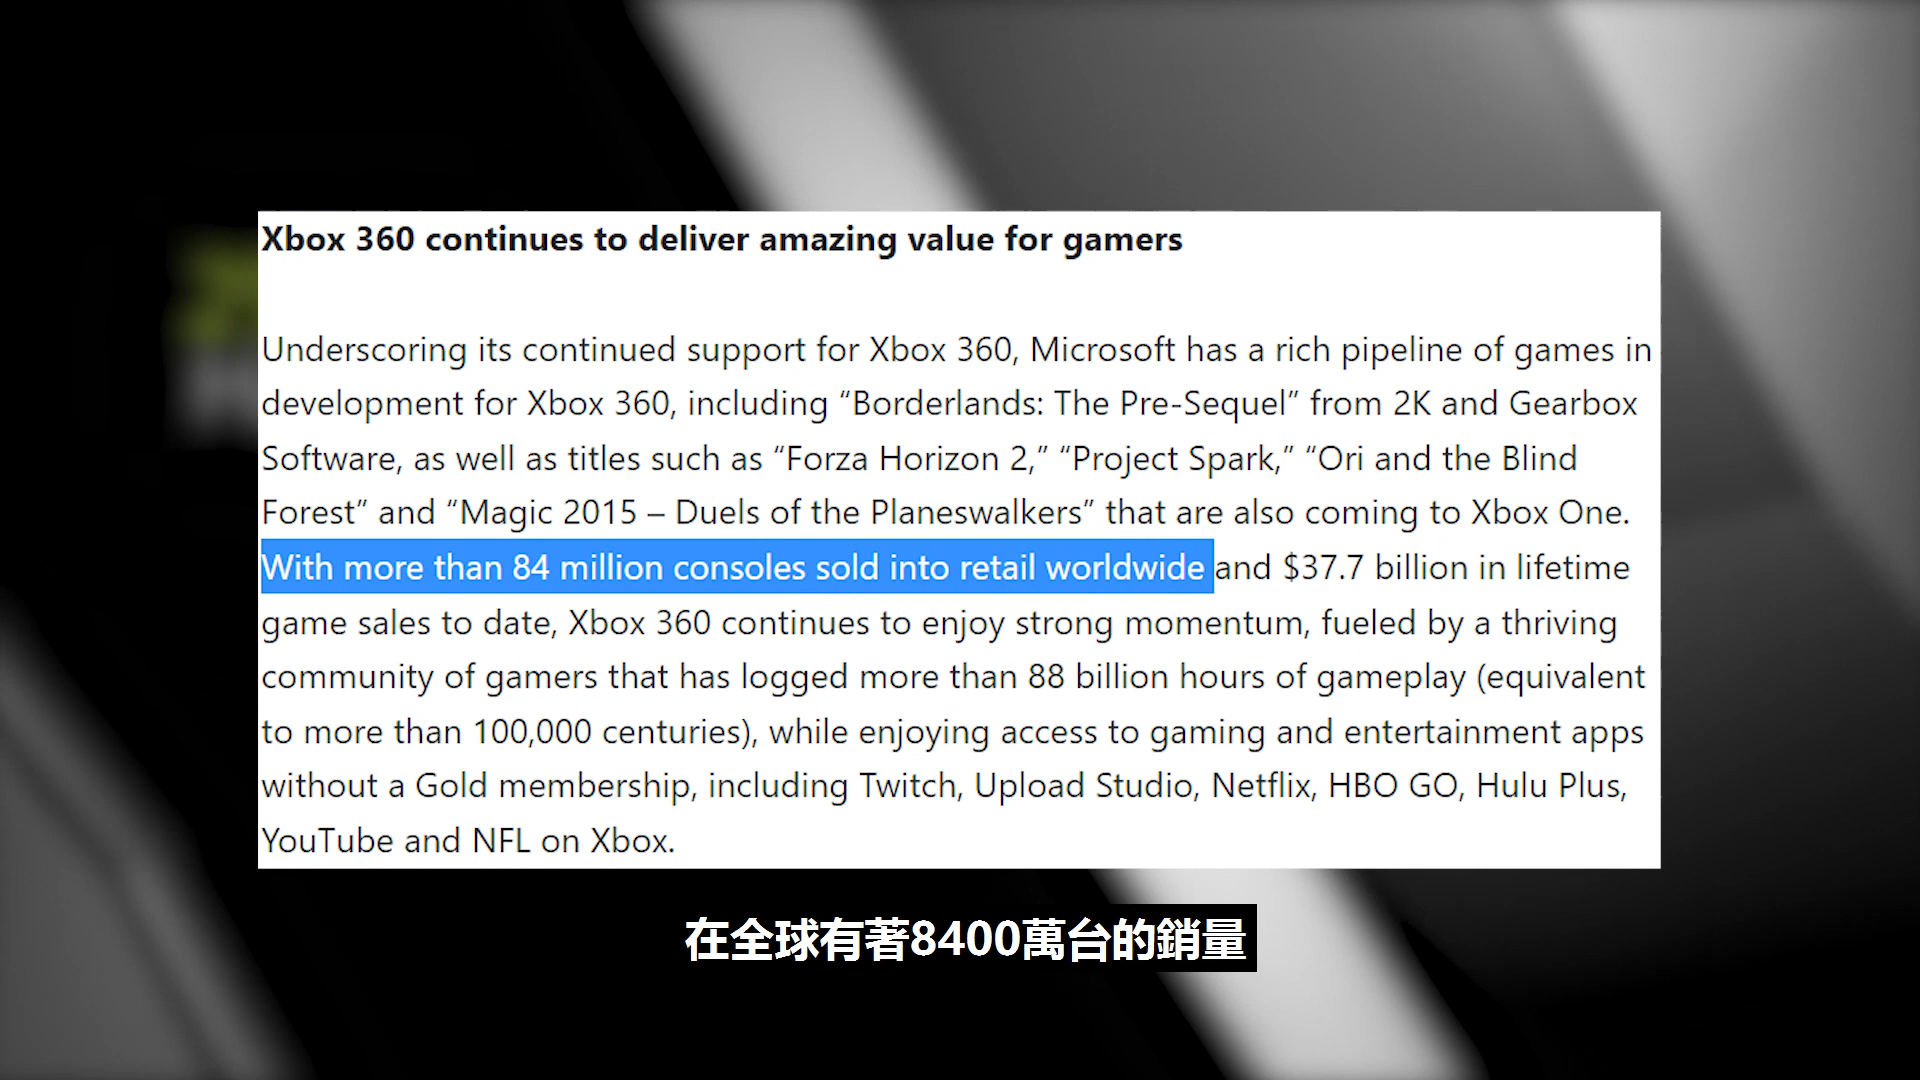 Xbox 360 continues to deliver amazing value for gamers
Underscoring its continued support for Xbox 360, Microsoft has a rich pipeline of games in
development for Xbox 360, including “Borderlands: The Pre-Sequel” from 2K and Gearbox
Software, as well as titles such as “Forza Horizon 2,” “Project Spark,” “Ori and the Blind
Forest” and “Magic 2015 – Duels of the Planeswalkers” that are also coming to Xbox One.
With more than 84 million consoles sold into retail worldwide and $37.7 billion in lifetime
game sales to date, Xbox 360 continues to enjoy strong momentum, fueled by a thriving
community of gamers that has logged more than 88 billion hours of gameplay (equivalent
to more than 100,000 centuries), while enjoying access to gaming and entertainment apps
without a Gold membership, including Twitch, Upload Studio, Netflix, HBO GO, Hulu Plus,
YouTube and NFL on Xbox.
在全球有著8400萬台的銷量